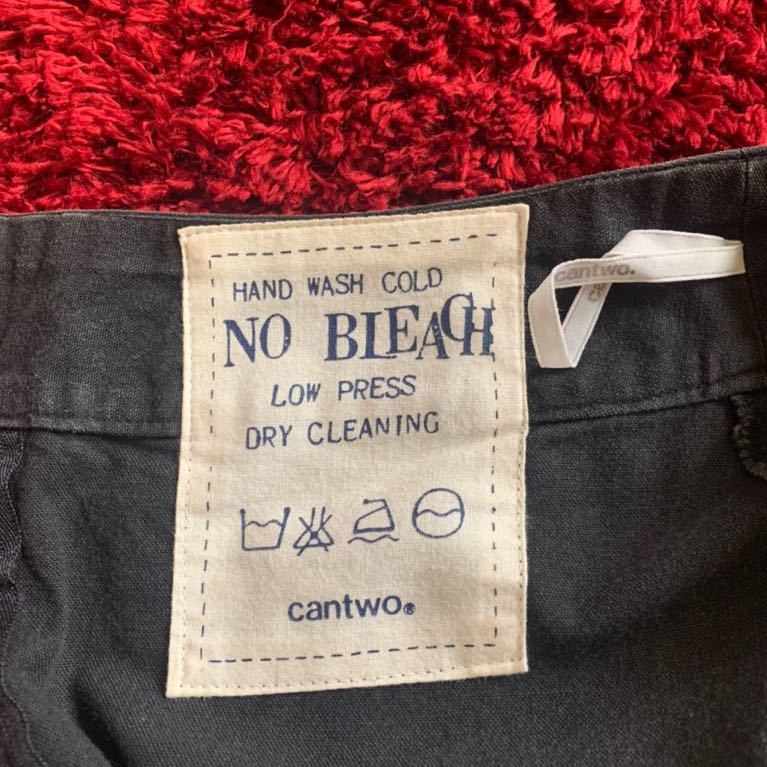 HAND WASH COLD
NO BLEACH
LOW PRESS
DRY CLEANING
cantwo®
cantwo.